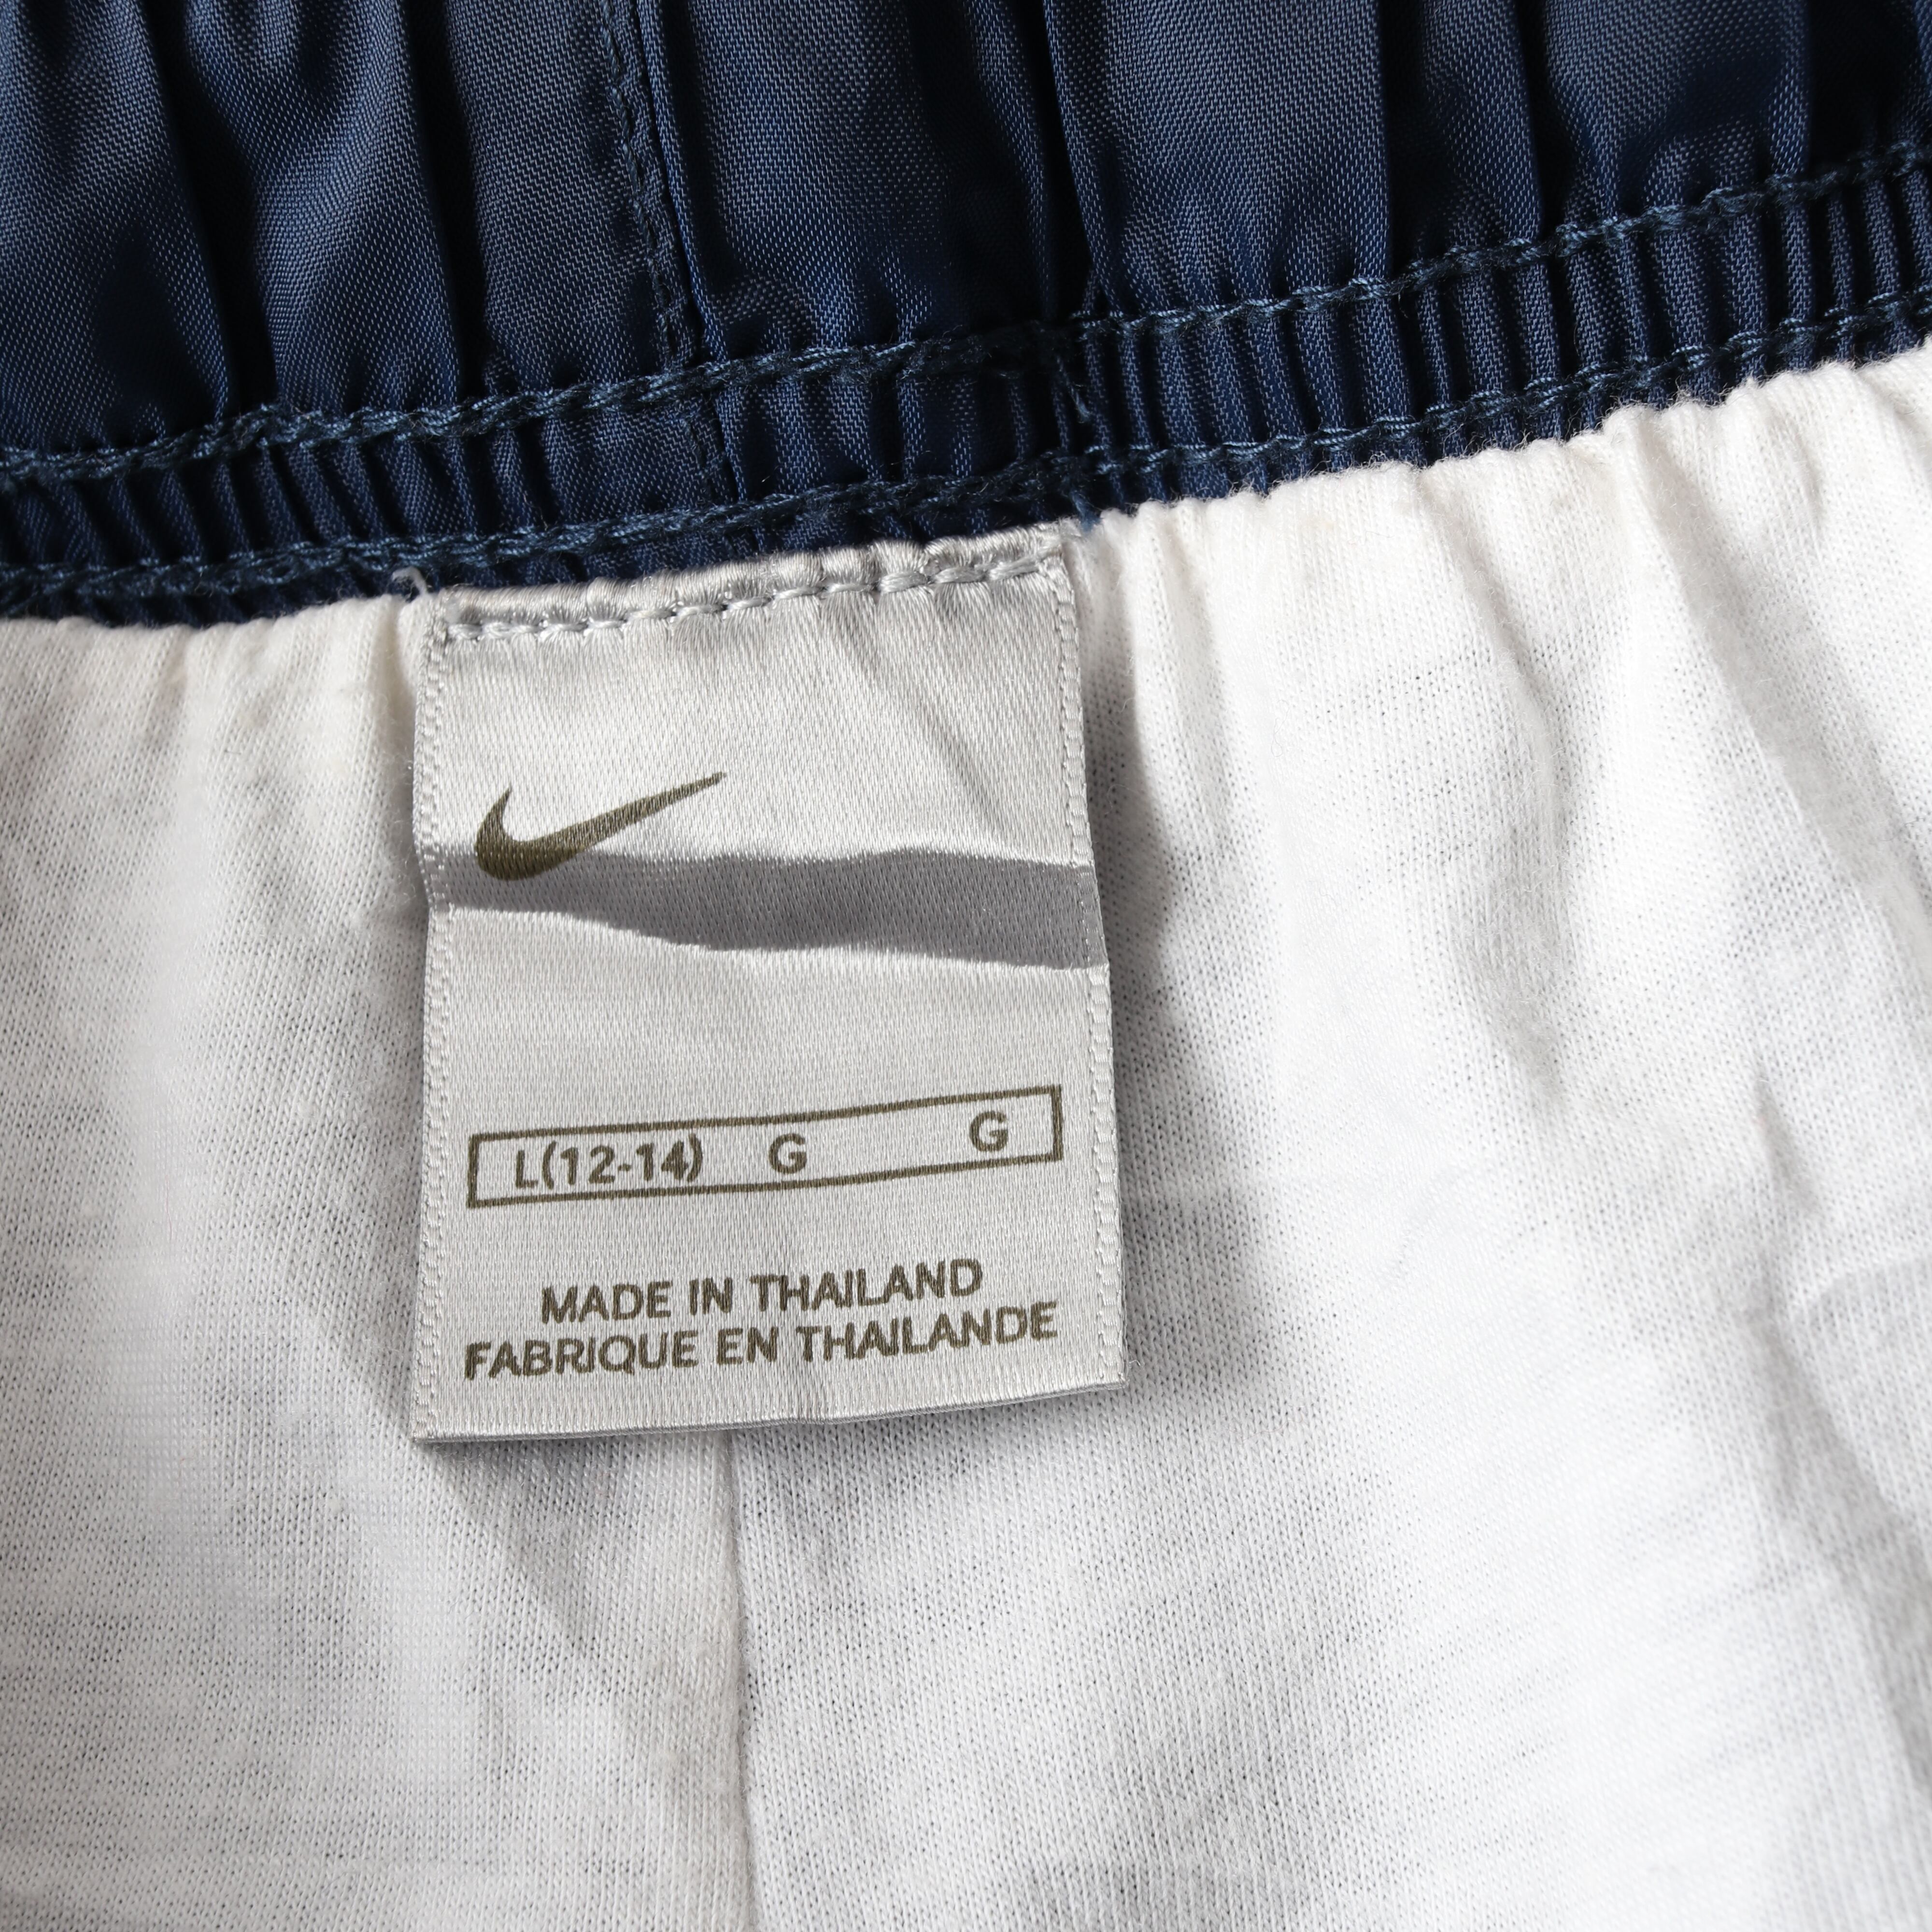 L(12-14) G G
MADE IN THAILAND
FABRIQUE EN THAILANDE